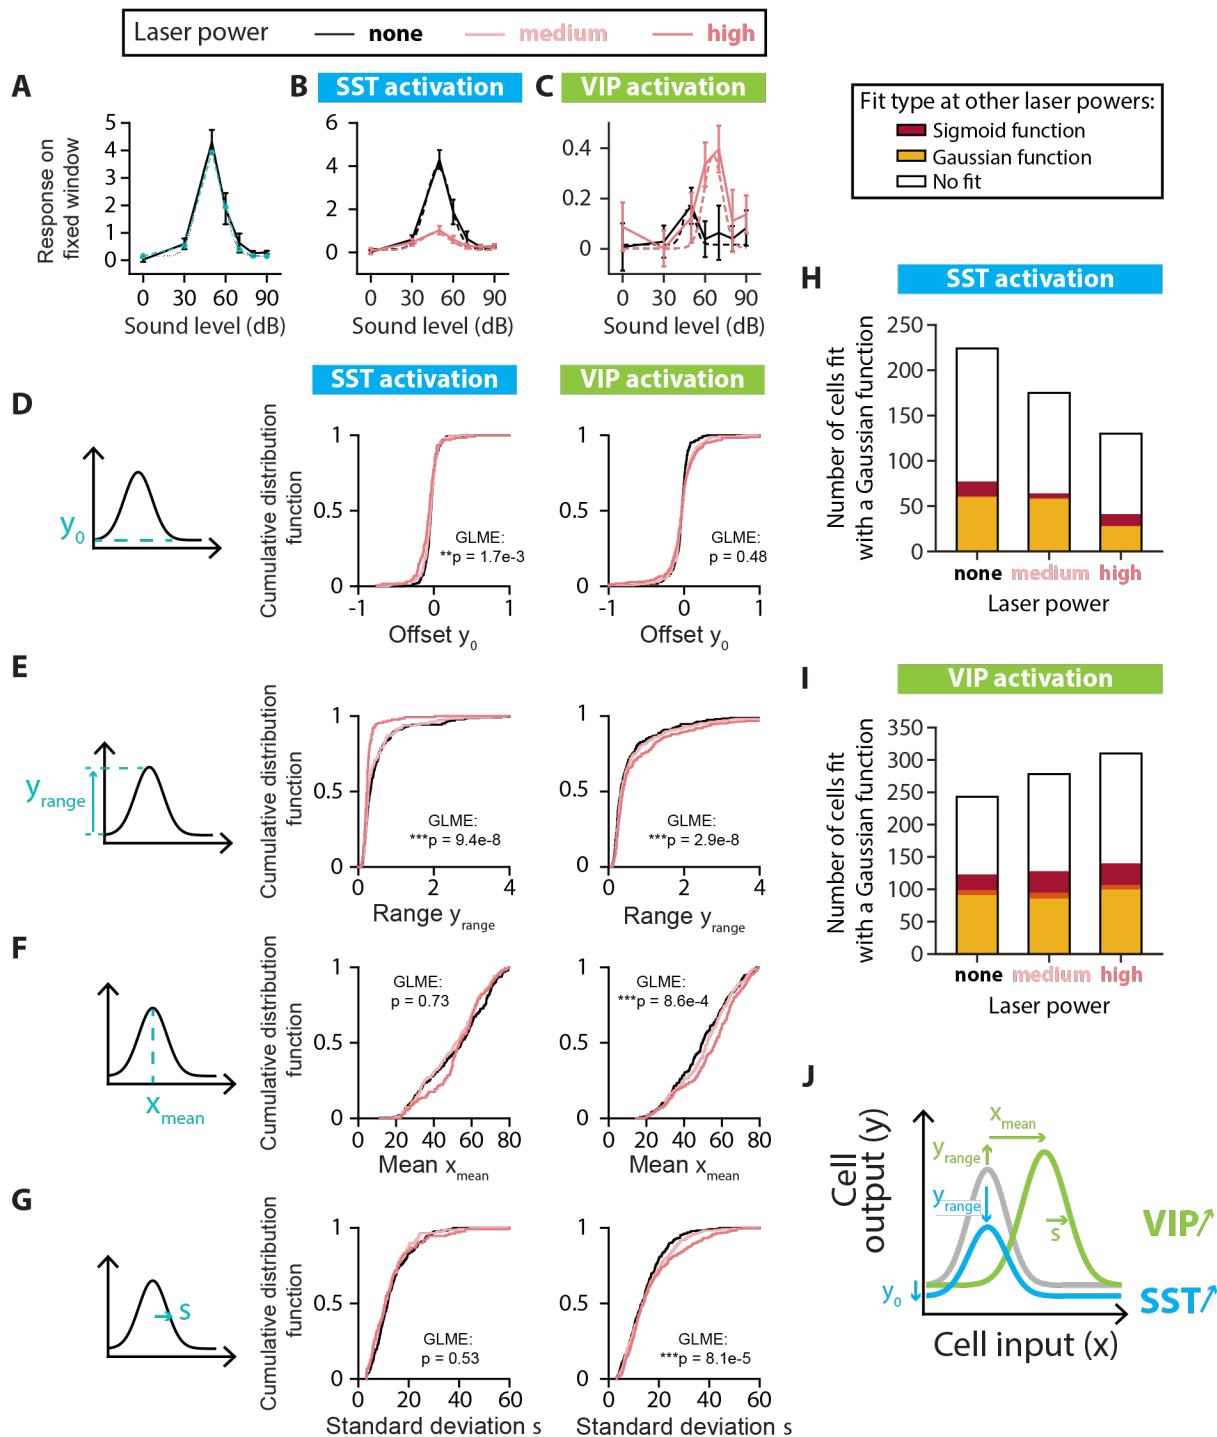 Laser power none medium high
A
B SST activation
C VIP activation
Response on
fixed window
5
4
3
2
1
0
0 30 60 90
Sound level (dB)
6
4
2
0
0 30 60 90
Sound level (dB)
0.4
0.2
0
0 30 60 90
Sound level (dB)
Fit type at other laser powers:
Sigmoid function
Gaussian function
No fit
D
SST activation
VIP activation
y0
Cumulative distribution
function
1
0.5
0
-1 0 1
GLME:
**p = 1.7e-3
Offset y0
1
0.5
0
-1 0 1
GLME:
p = 0.48
Offset y0
E
yrange
Cumulative distribution
function
1
0.5
0
0 2 4
GLME:
***p = 9.4e-8
Range yrange
1
0.5
0
0 2 4
GLME:
***p = 2.9e-8
Range yrange
F
xmean
Cumulative distribution
function
1
0.5
0
0 20 40 60 80
GLME:
p = 0.73
Mean xmean
1
0.5
0
0 20 40 60 80
GLME:
***p = 8.6e-4
Mean xmean
G
s
Cumulative distribution
function
1
0.5
0
0 20 40 60
GLME:
p = 0.53
Standard deviation s
1
0.5
0
0 20 40 60
GLME:
***p = 8.1e-5
Standard deviation s
H
SST activation
Number of cells fit
with a Gaussian function
250
200
150
100
50
0
none medium high
Laser power
I
VIP activation
Number of cells fit
with a Gaussian function
350
300
250
200
150
100
50
0
none medium high
Laser power
J
Cell
output (y)
xmean
yrange
yrange
s
y0
VIP
SST
Cell input (x)